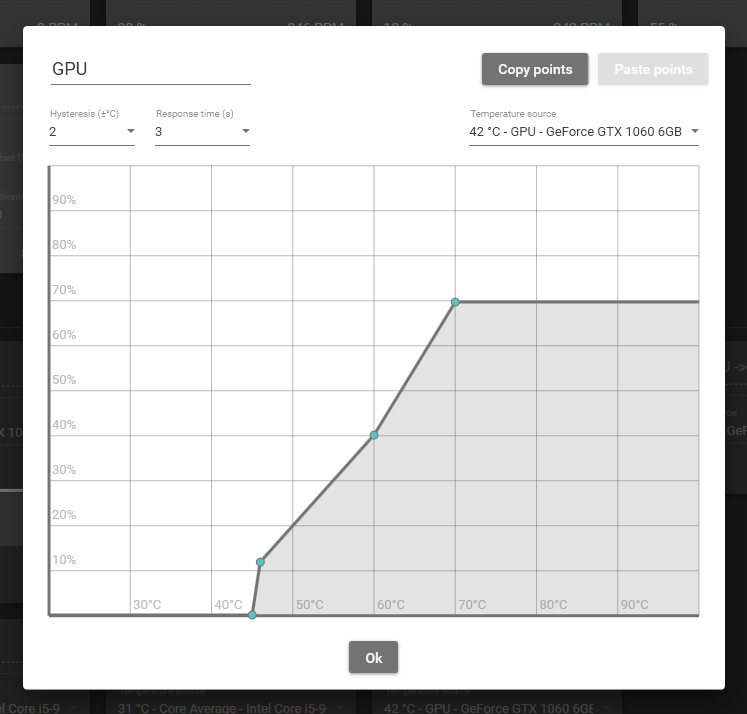 GPU
Copy points
Paste points
Hysteresis (±°C)
Response time (s)
Temperature source
2
3
42 °C - GPU - GeForce GTX 1060 6GB
90%
80%
70%
60%
50%
40%
30%
20%
10%
30°C
40°C
50°C
60°C
70°C
80°C
90°C
Ok
31 °C - Core Average - Intel Core i5-9
42 °C - GPU - GeForce GTX 1060 6GB